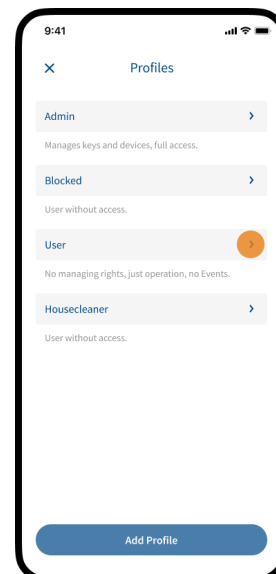 9:41
Profiles
Admin
Manages keys and devices, full access.
Blocked
User without access.
User
No managing rights, just operation, no Events.
Housecleaner
User without access.
Add Profile